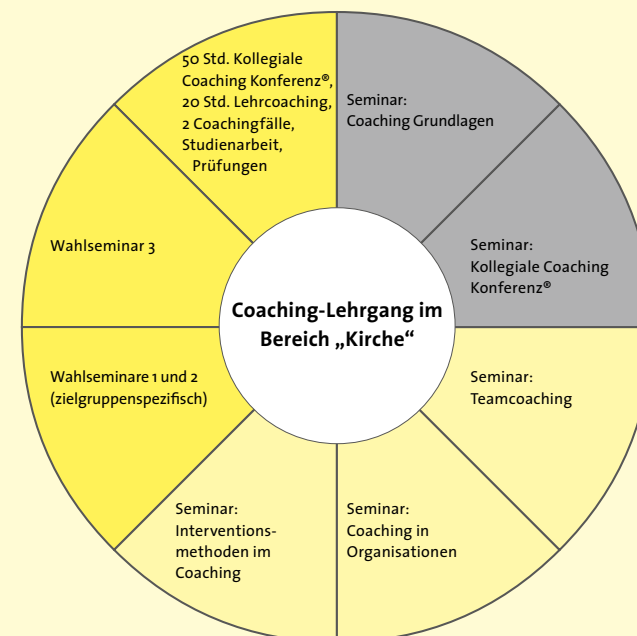 50 Std. Kollegiale
Coaching Konferenz®,
20 Std. Lehrcoaching,
2 Coachingfälle,
Studienarbeit,
Prüfungen
Seminar:
Coaching Grundlagen
Seminar:
Kollegiale Coaching
Konferenz®
Seminar:
Teamcoaching
Seminar:
Coaching in
Organisationen
Seminar:
Interventions-
methoden im
Coaching
Wahlseminare 1 und 2
(zielgruppenspezifisch)
Wahlseminar 3
Coaching-Lehrgang im
Bereich „Kirche“